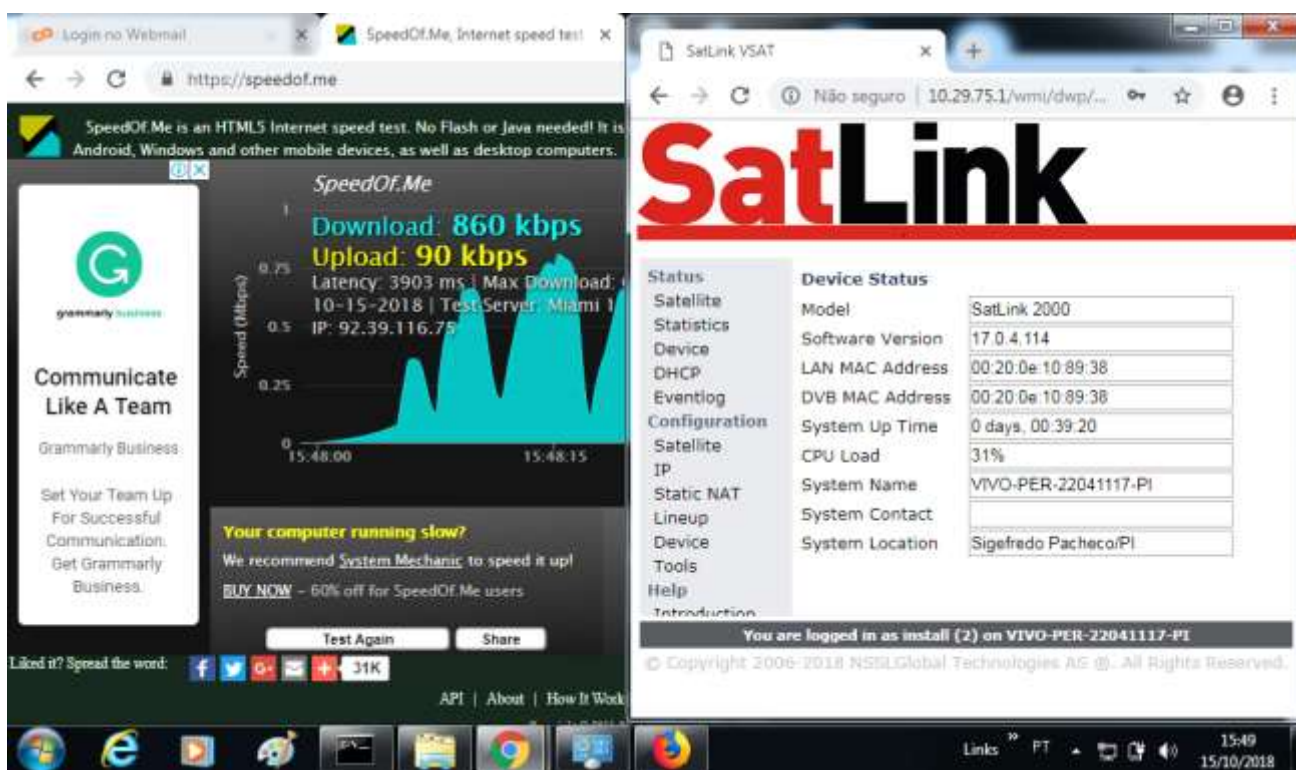 Login no Webmail
SpeedOf.Me, Internet speed test
https://speedof.me
SpeedOf.Me is an HTML5 Internet speed test. No Flash or Java needed! It is
Android, Windows and other mobile devices, as well as desktop computers.
grammarly business
Communicate
Like A Team
Grammarly Business
Set Your Team Up
For Successful
Communication.
Get Grammarly
Business.
SpeedOf.Me
Download: 860 kbps
Upload: 90 kbps
Latency: 3903 ms | Max Download:
10-15-2018 | Test Server: Miami 1
IP: 92.39.116.75
Speed (Mbps)
1
0.75
0.5
0.25
0
15:48:00 15:48:15
Your computer running slow?
We recommend System Mechanic to speed it up!
BUY NOW – 60% off for SpeedOf.Me users
Test Again Share
Liked it? Spread the word:
31K
API | About | How It Work
SatLink VSAT
Não seguro | 10.29.75.1/wmi/dwp/...
SatLink
Status
Satellite
Statistics
Device
DHCP
Eventlog
Configuration
Satellite
IP
Static NAT
Lineup
Device
Tools
Help
Introduction
Device Status
Model SatLink 2000
Software Version 17.0.4.114
LAN MAC Address 00:20:0e:10:89:38
DVB MAC Address 00:20:0e:10:89:38
System Up Time 0 days, 00:39:20
CPU Load 31%
System Name VIVO-PER-22041117-PI
System Contact
System Location Sigefredo Pacheco/PI
You are logged in as install (2) on VIVO-PER-22041117-PI
© Copyright 2006-2018 NSSLGlobal Technologies AS ®. All Rights Reserved.
Links PT 15:49
15/10/2018